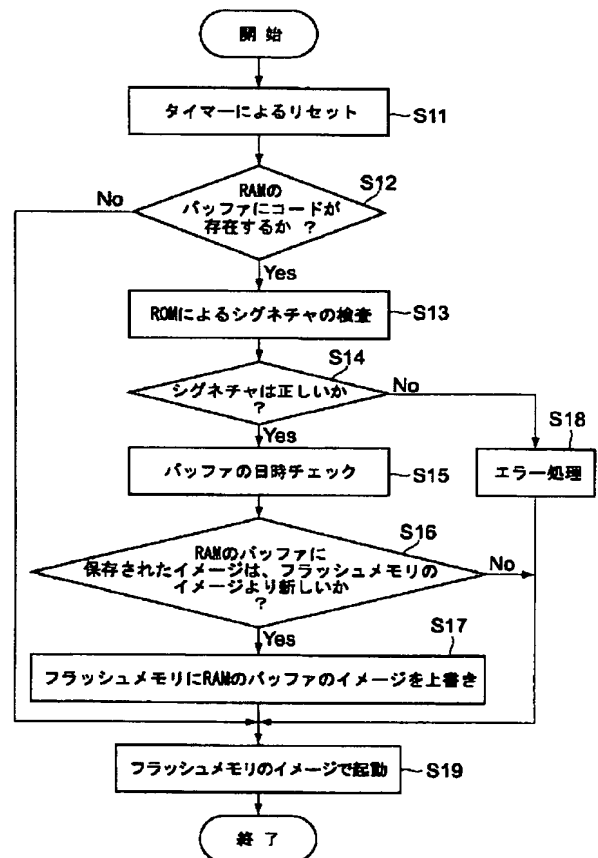 開 始
タイマーによるリセット
S11
S12
RAMの
バッファにコードが
存在するか ?
No
Yes
ROMによるシグネチャの検査
S13
S14
シグネチャは正しいか
?
No
Yes
S18
バッファの日時チェック
S15
エラー処理
S16
RAMのバッファに
保存されたイメージは、フラッシュメモリの
イメージより新しいか
?
No
Yes
S17
フラッシュメモリにRAMのバッファのイメージを上書き
フラッシュメモリのイメージで起動
S19
終 了